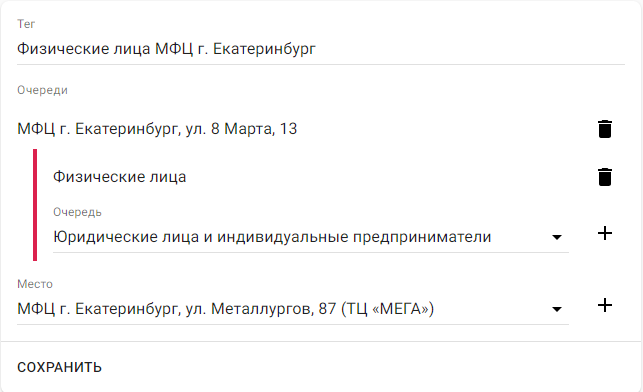 Тег
Физические лица МФЦ г. Екатеринбург
Очереди
МФЦ г. Екатеринбург, ул. 8 Марта, 13
Физические лица
Очередь
Юридические лица и индивидуальные предприниматели
Место
МФЦ г. Екатеринбург, ул. Металлургов, 87 (ТЦ «МЕГА»)
СОХРАНИТЬ